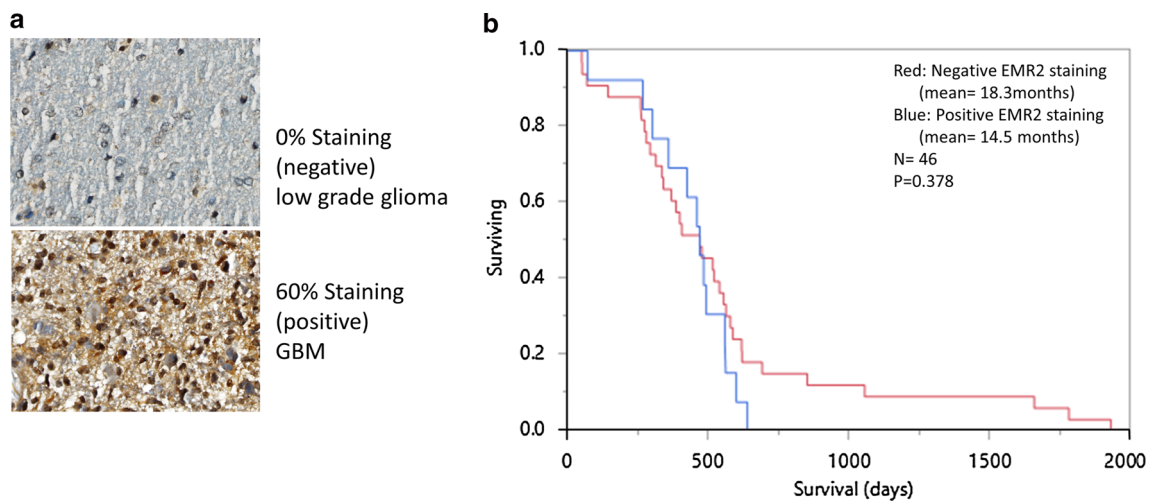 a
0% Staining
(negative)
low grade glioma
60% Staining
(positive)
GBM
b
Surviving
1.0
0.8
0.6
0.4
0.2
0.0
Red: Negative EMR2 staining
(mean= 18.3months)
Blue: Positive EMR2 staining
(mean= 14.5 months)
N= 46
P=0.378
0 500 1000 1500 2000
Survival (days)